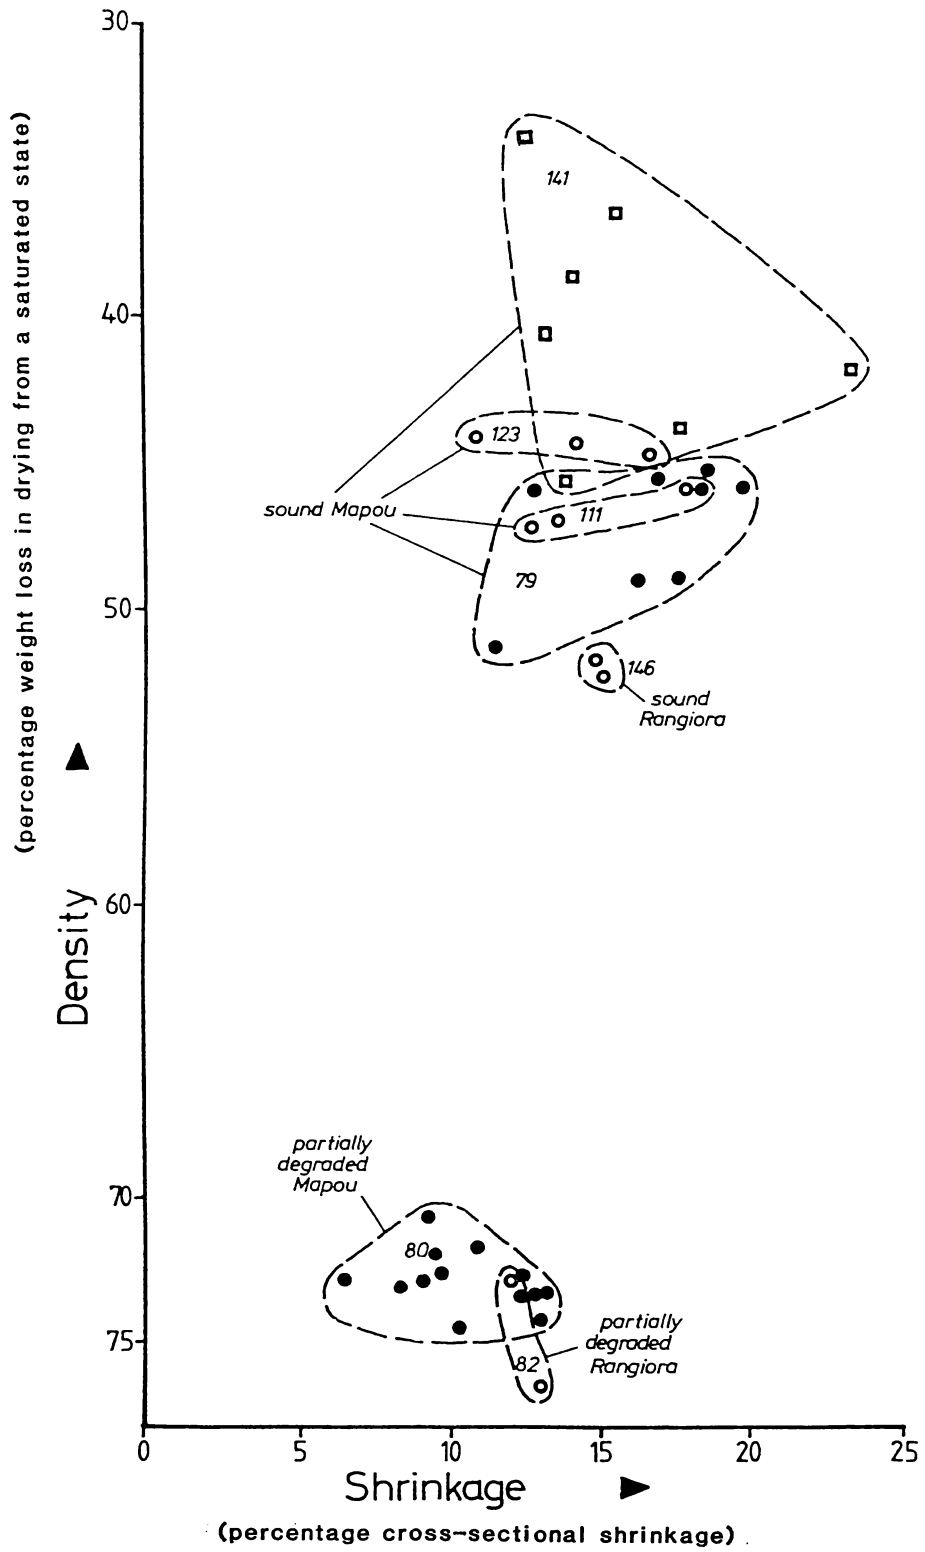 30
40
50
60
70
75
(percentage weight loss in drying from a saturated state)
Density
141
123
sound Mapou
111
79
146
sound
Rangiora
partially
degraded
Mapou
80
partially
degraded
Rangiora
82
0 5 10 15 20 25
Shrinkage
(percentage cross-sectional shrinkage)